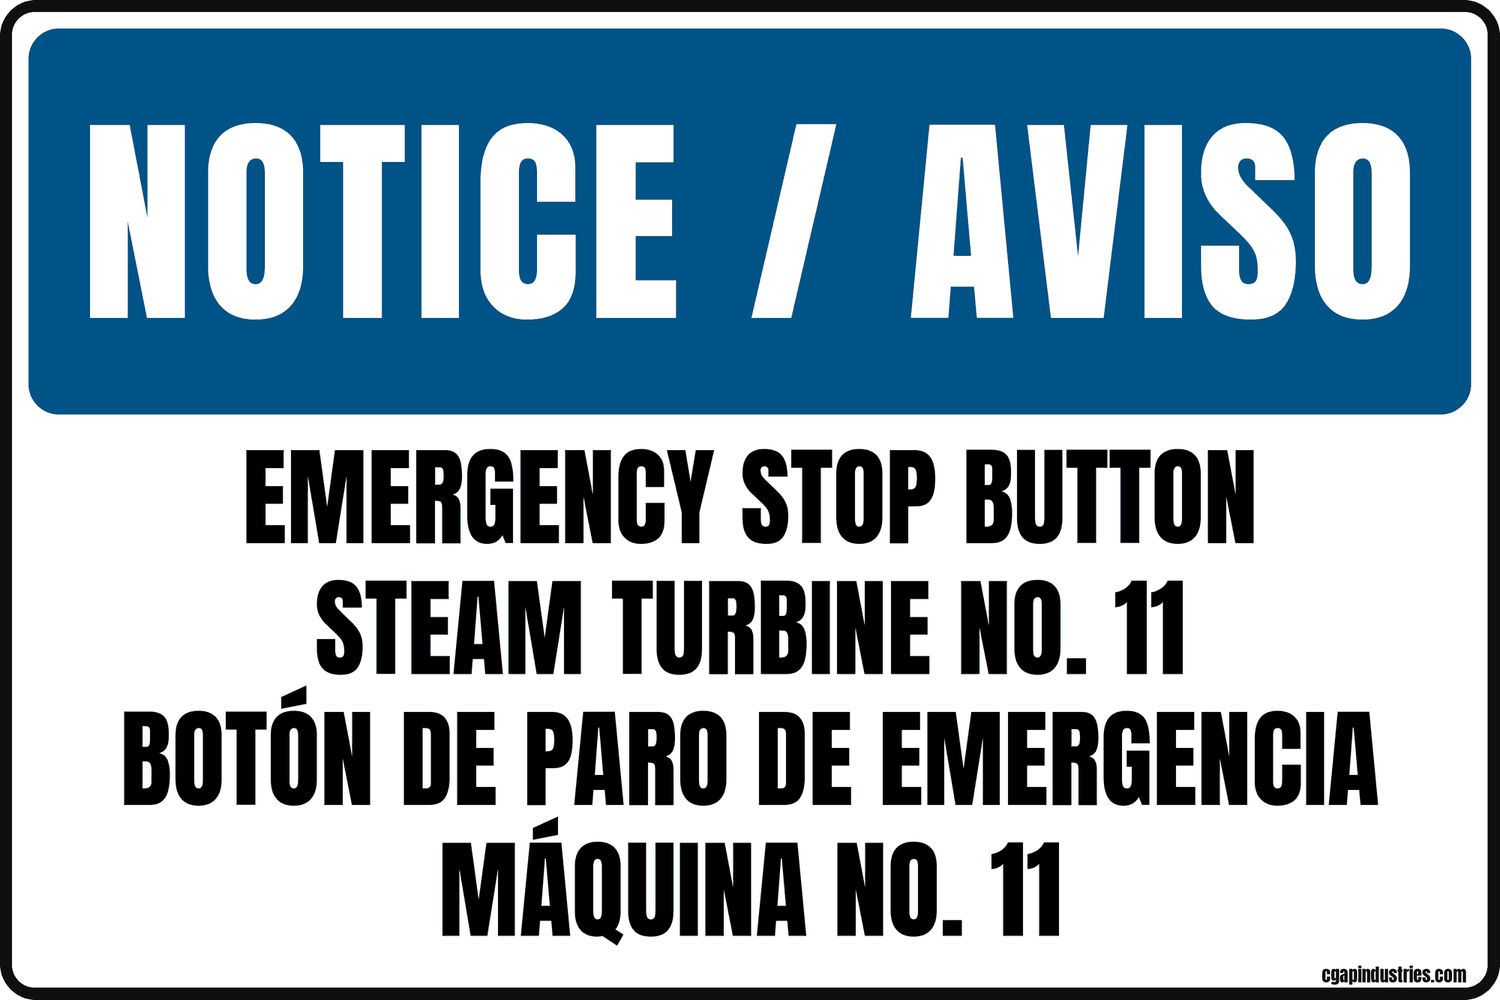 NOTICE / AVISO
EMERGENCY STOP BUTTON
STEAM TURBINE NO. 11
BOTÓN DE PARO DE EMERGENCIA
MÁQUINA NO. 11
cgapindustries.com